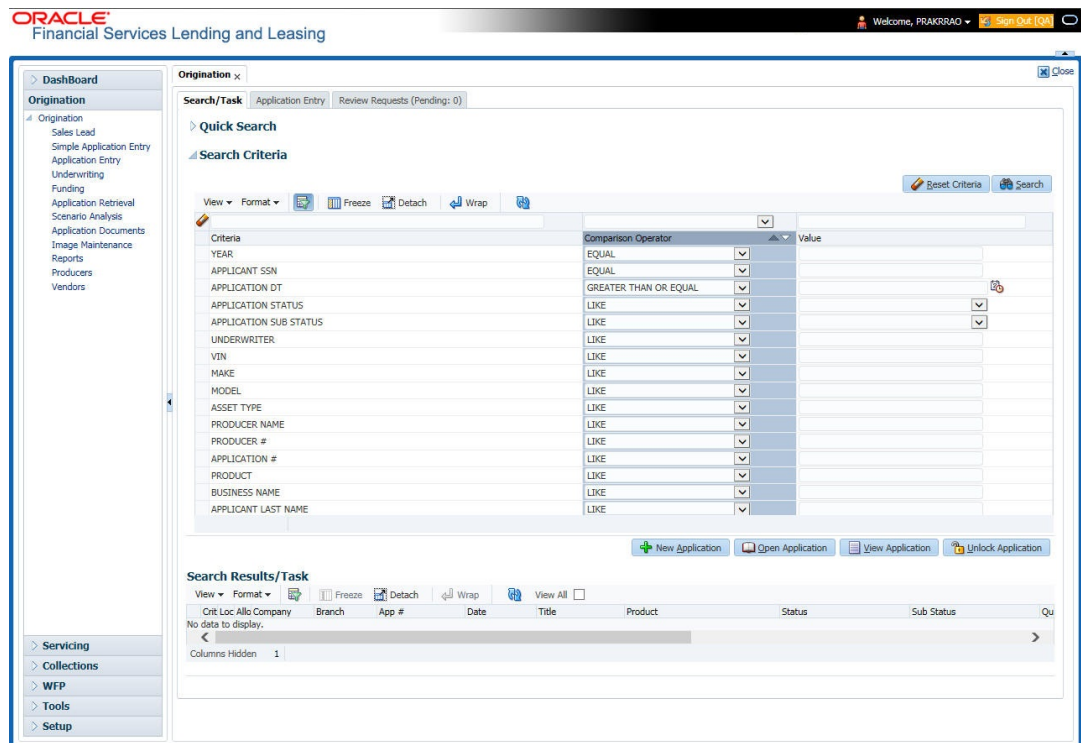 ORACLE
Financial Services Lending and Leasing
Welcome, PRAKRRAO
Sign Out [QA]
Close
DashBoard
Origination
Origination
Sales Lead
Simple Application Entry
Application Entry
Underwriting
Funding
Application Retrieval
Scenario Analysis
Application Documents
Image Maintenance
Reports
Producers
Vendors
Servicing
Collections
WFP
Tools
Setup
Origination x
Search/Task Application Entry Review Requests (Pending: 0)
Quick Search
Search Criteria
Reset Criteria Search
View Format Freeze Detach Wrap
Criteria Comparison Operator Value
YEAR EQUAL
APPLICANT SSN EQUAL
APPLICATION DT GREATER THAN OR EQUAL
APPLICATION STATUS LIKE
APPLICATION SUB STATUS LIKE
UNDERWRITER LIKE
VIN LIKE
MAKE LIKE
MODEL LIKE
ASSET TYPE LIKE
PRODUCER NAME LIKE
PRODUCER # LIKE
APPLICATION # LIKE
PRODUCT LIKE
BUSINESS NAME LIKE
APPLICANT LAST NAME LIKE
New Application Open Application View Application Unlock Application
Search Results/Task
View Format Freeze Detach Wrap View All
Crit Loc Allo Company Branch App # Date Title Product Status Sub Status Qu
No data to display.
Columns Hidden 1